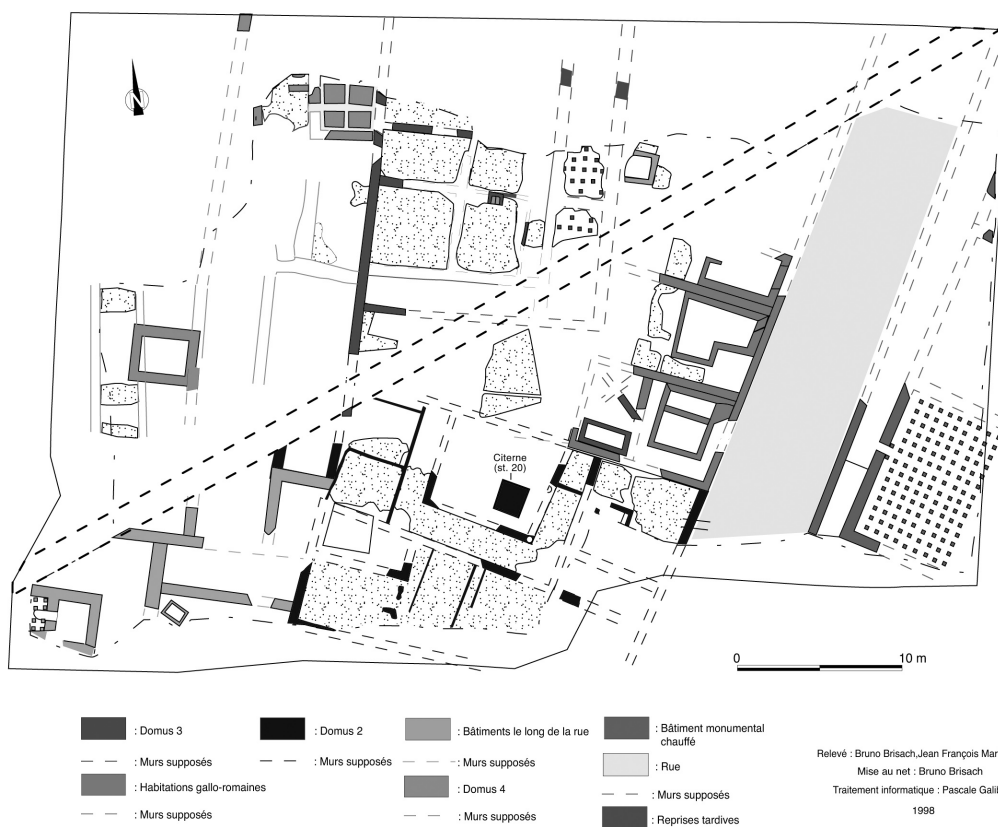 N
Citerne
(st. 20)
0 10 m
: Domus 3
: Murs supposés
: Habitations gallo-romaines
: Murs supposés
: Domus 2
: Murs supposés
: Bâtiments le long de la rue
: Murs supposés
: Domus 4
: Murs supposés
: Bâtiment monumental
chauffé
: Rue
: Murs supposés
: Reprises tardives
Relevé : Bruno Brisach,Jean François Mar
Mise au net : Bruno Brisach
Traitement informatique : Pascale Galib
1998